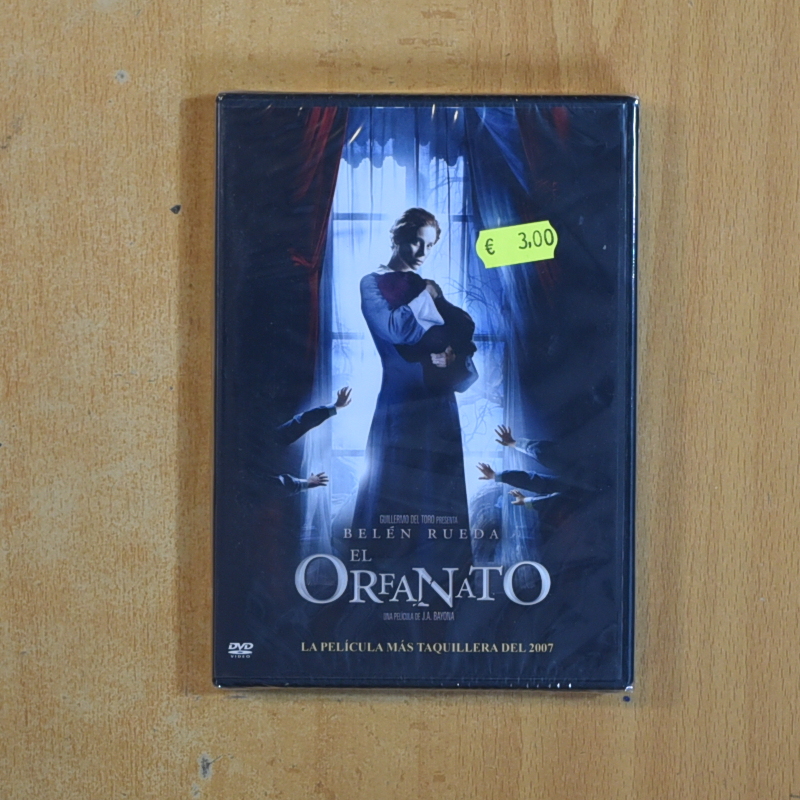 € 3,00
GUILLERMO DEL TORO PRESENTA
BELÉN RUEDA
EL
ORFANATO
UNA PELÍCULA DE J.A. BAYONA
DVD
VIDEO
LA PELÍCULA MÁS TAQUILLERA DEL 2007